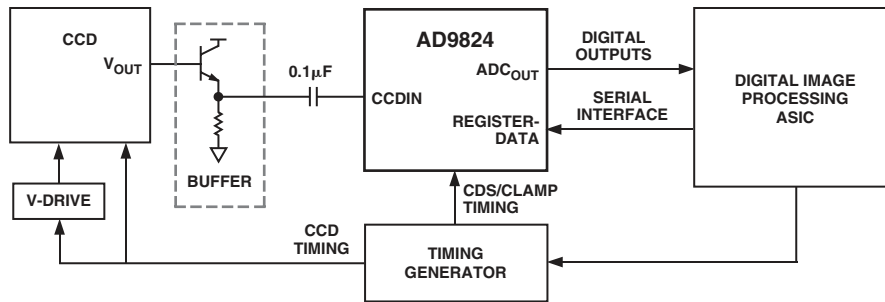 CCD
V_OUT
BUFFER
0.1µF
AD9824
CCDIN
ADC_OUT
REGISTER-
DATA
DIGITAL
OUTPUTS
SERIAL
INTERFACE
DIGITAL IMAGE
PROCESSING
ASIC
V-DRIVE
CCD
TIMING
CDS/CLAMP
TIMING
TIMING
GENERATOR